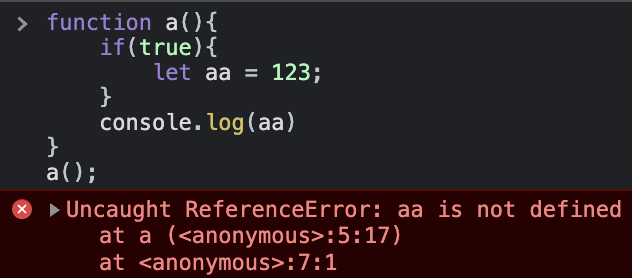 function a(){
if(true){
let aa = 123;
}
console.log(aa)
}
a();
Uncaught ReferenceError: aa is not defined
at a (<anonymous>:5:17)
at <anonymous>:7:1